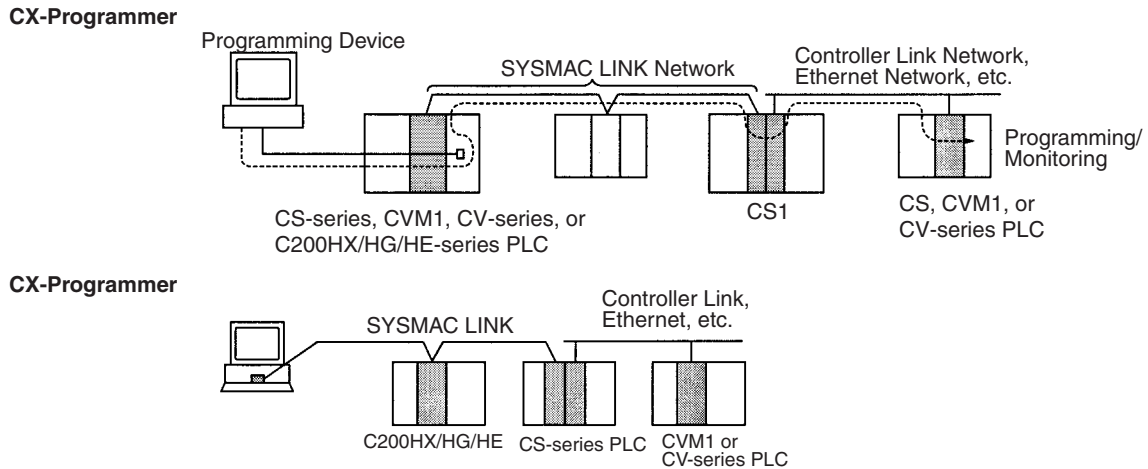 CX-Programmer
Programming Device
SYSMAC LINK Network
Controller Link Network,
Ethernet Network, etc.
Programming/
Monitoring
CS-series, CVM1, CV-series, or
C200HX/HG/HE-series PLC
CS1
CS, CVM1, or
CV-series PLC
CX-Programmer
SYSMAC LINK
Controller Link,
Ethernet, etc.
C200HX/HG/HE
CS-series PLC
CVM1 or
CV-series PLC